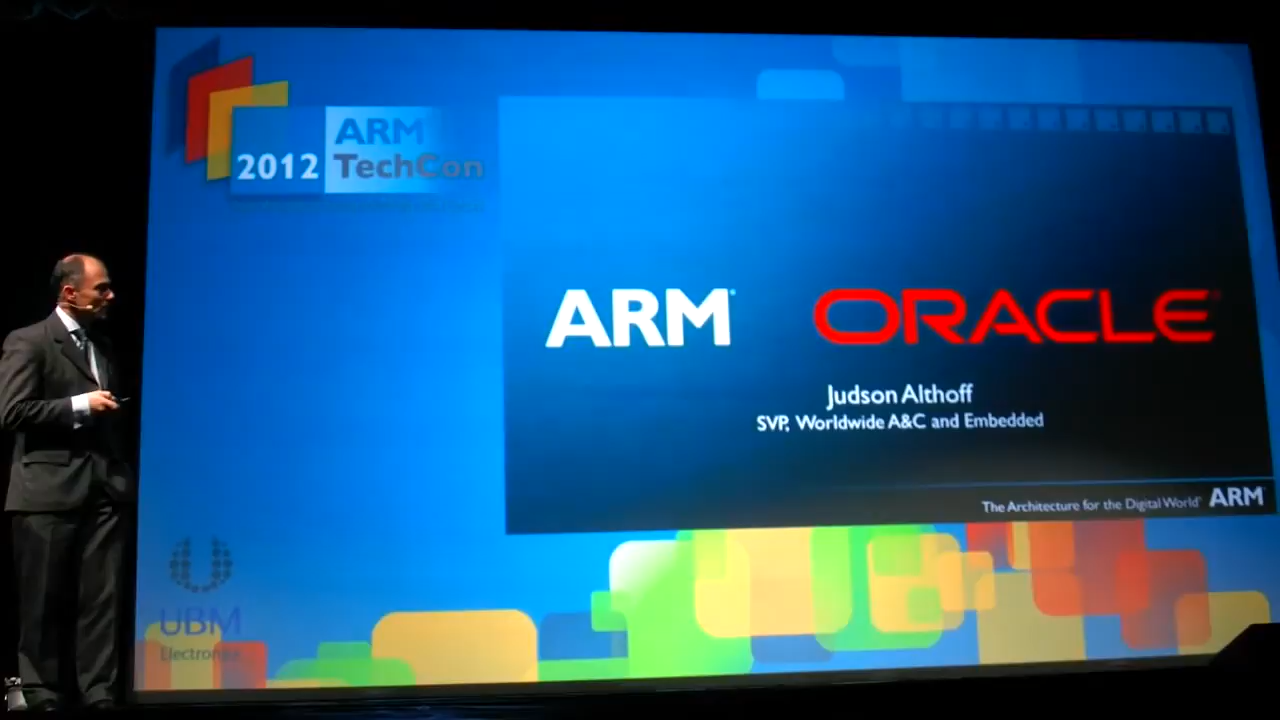 ARM
2012 TechCon
ARM ORACLE
Judson Althoff
SVP, Worldwide A&C and Embedded
The Architecture for the Digital World® ARM
UBM
Electronics